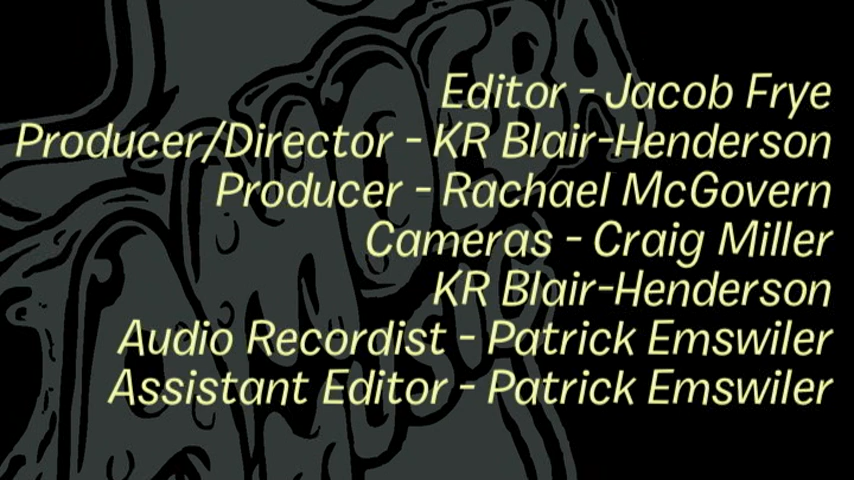 Editor - Jacob Frye
Producer/Director - KR Blair-Henderson
Producer - Rachael McGovern
Cameras - Craig Miller
KR Blair-Henderson
Audio Recordist - Patrick Emswiler
Assistant Editor - Patrick Emswiler